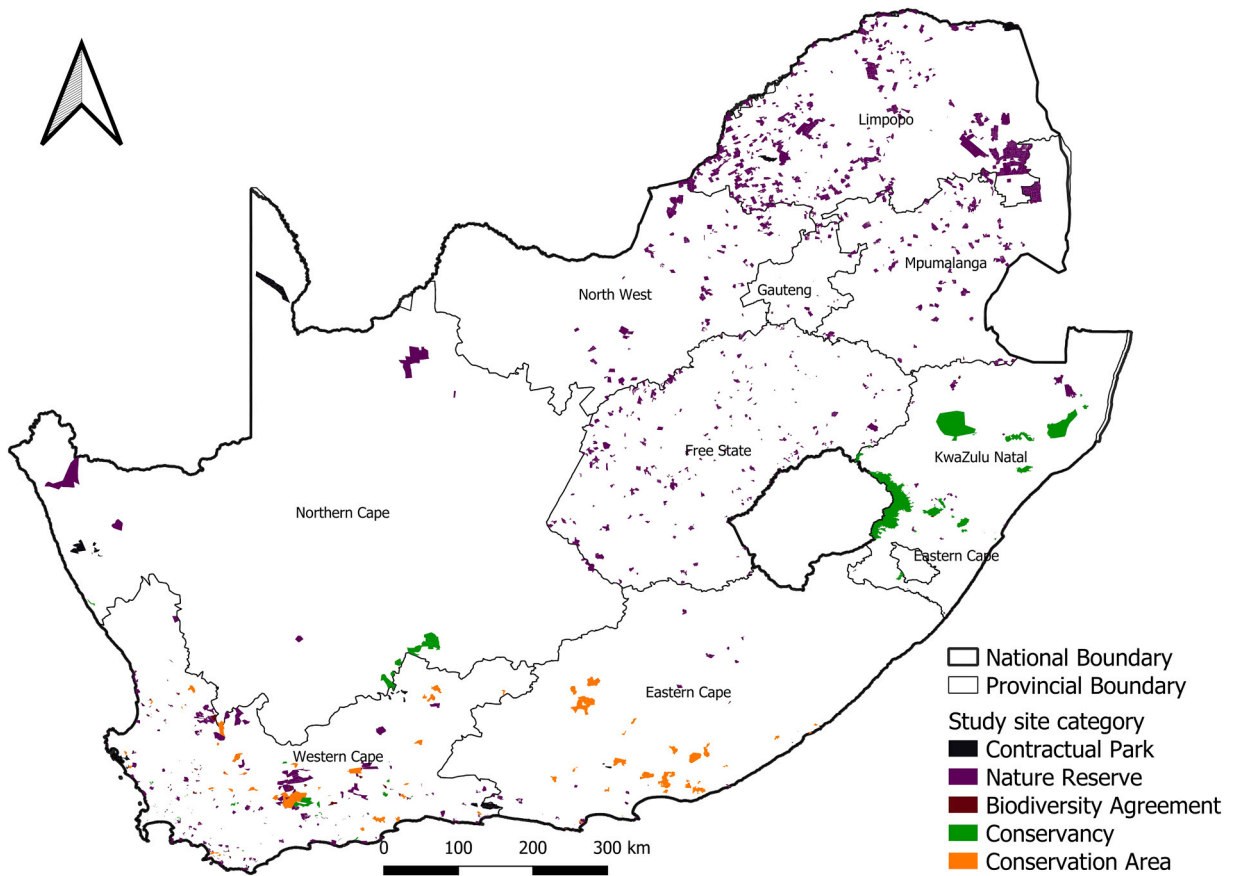 Limpopo
Mpumalanga
North West
Gauteng
Free State
KwaZulu Natal
Northern Cape
Eastern Cape
Eastern Cape
Western Cape
National Boundary
Provincial Boundary
Study site category
Contractual Park
Nature Reserve
Biodiversity Agreement
Conservancy
Conservation Area
0 100 200 300 km